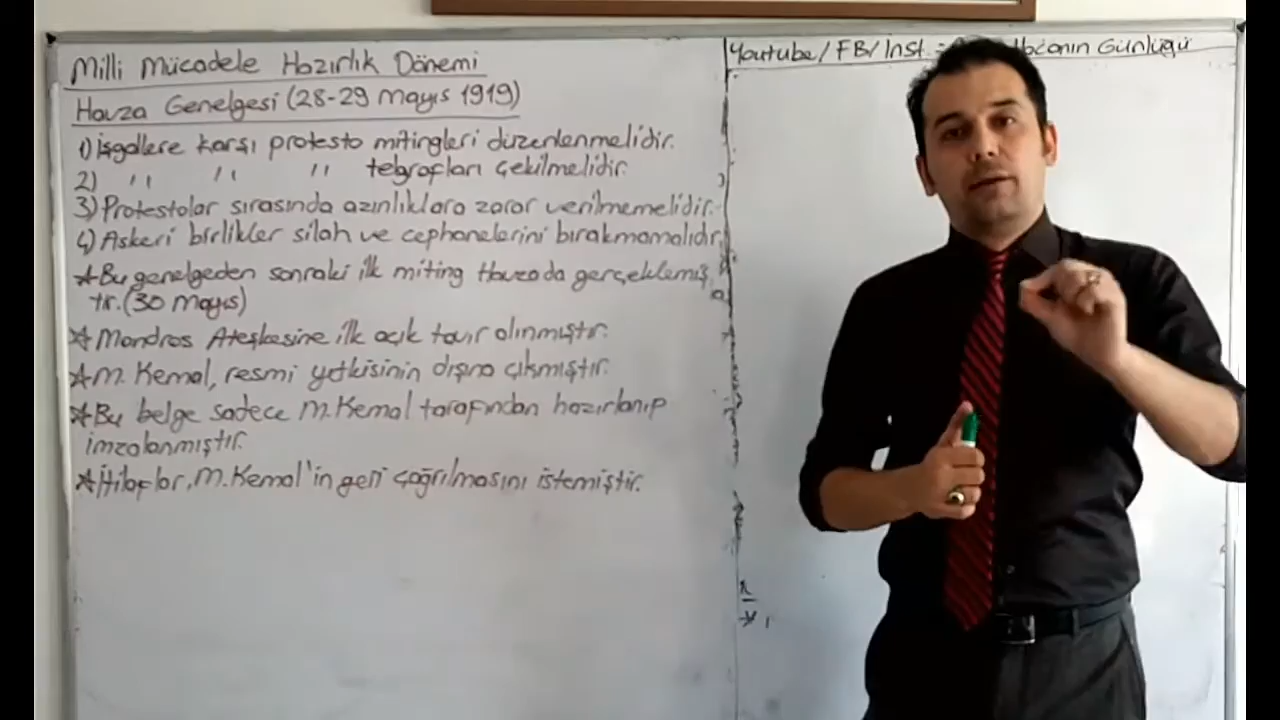 Milli Mücadele Hazırlık Dönemi
Havza Genelgesi (28-29 Mayıs 1919)
1) İşgallere karşı protesto mitingleri düzenlenmelidir.
2) " " " telgrafları çekilmelidir.
3) Protestolar sırasında azınlıklara zarar verilmemelidir.
4) Askeri birlikler silah ve cephanelerini bırakmamalıdır.
* Bu genelgeden sonraki ilk miting Havza'da gerçeklemiş
tir. (30 Mayıs)
* Mondros Ateşkesine ilk açık tavır alınmıştır.
* M. Kemal, resmi yetkisinin dışına çıkmıştır.
* Bu belge sadece M. Kemal tarafından hazırlanıp
imzalanmıştır.
* İtilaflar, M. Kemal'in geri çağrılmasını istemiştir.
Youtube/FB/Inst. = Hocanın Günlüğü